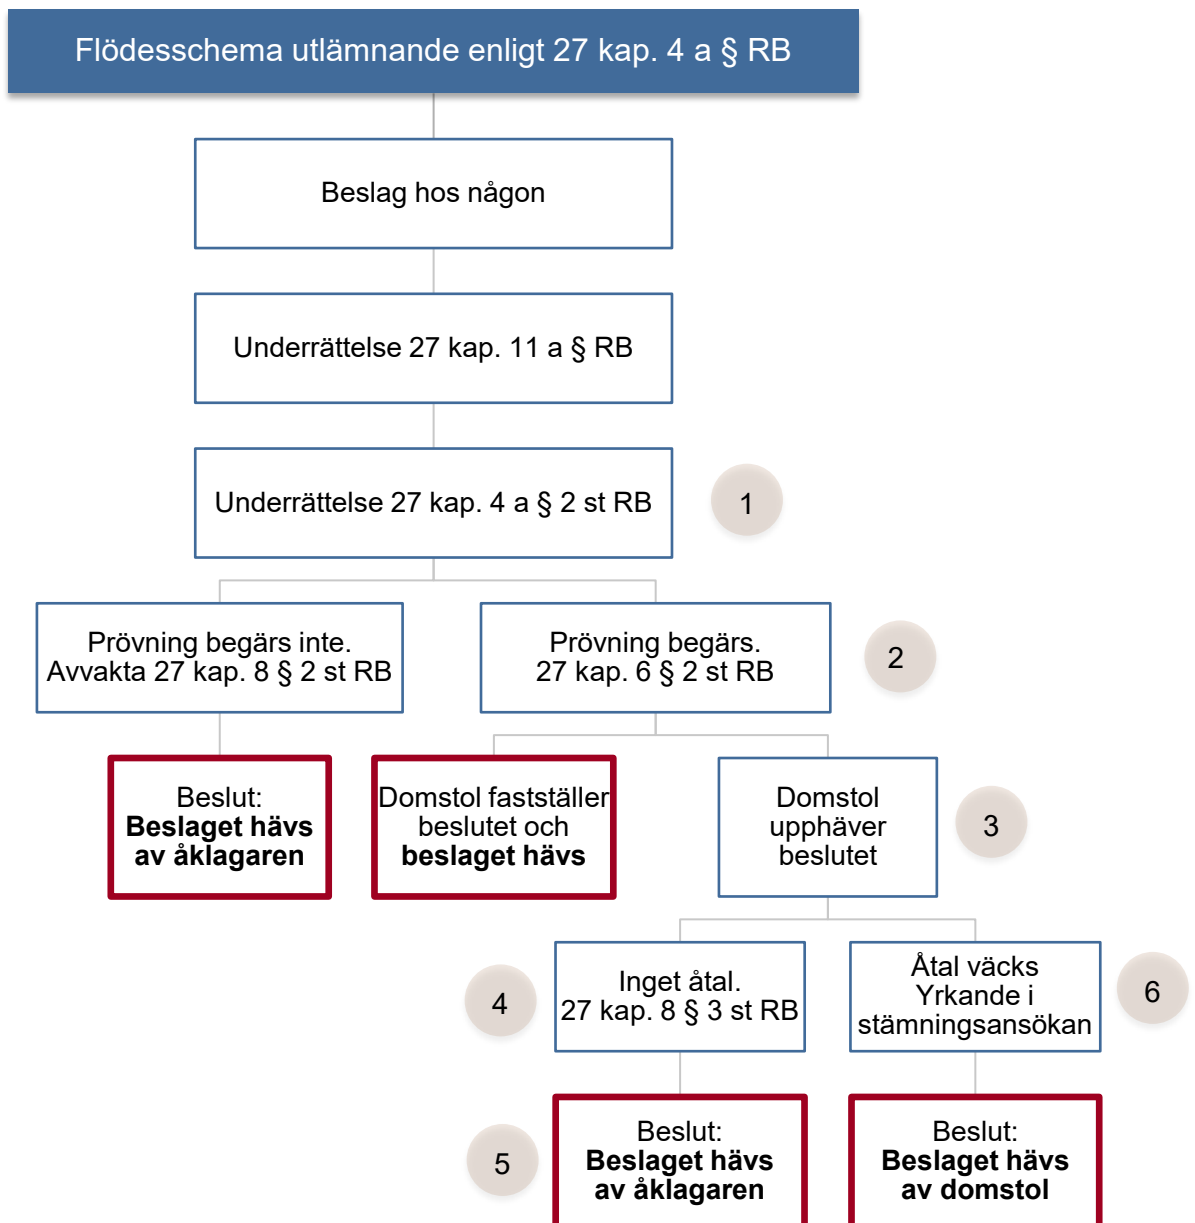 Flödesschema utlämnande enligt 27 kap. 4 a § RB
Beslag hos någon
Underrättelse 27 kap. 11 a § RB
Underrättelse 27 kap. 4 a § 2 st RB
1
Prövning begärs inte.
Avvakta 27 kap. 8 § 2 st RB
Prövning begärs.
27 kap. 6 § 2 st RB
2
Beslut:
Beslaget hävs
av åklagaren
Domstol fastställer
beslutet och
beslaget hävs
Domstol
upphäver
beslutet
3
4
Inget åtal.
27 kap. 8 § 3 st RB
Åtal väcks
Yrkande i
stämningsansökan
6
5
Beslut:
Beslaget hävs
av åklagaren
Beslut:
Beslaget hävs
av domstol